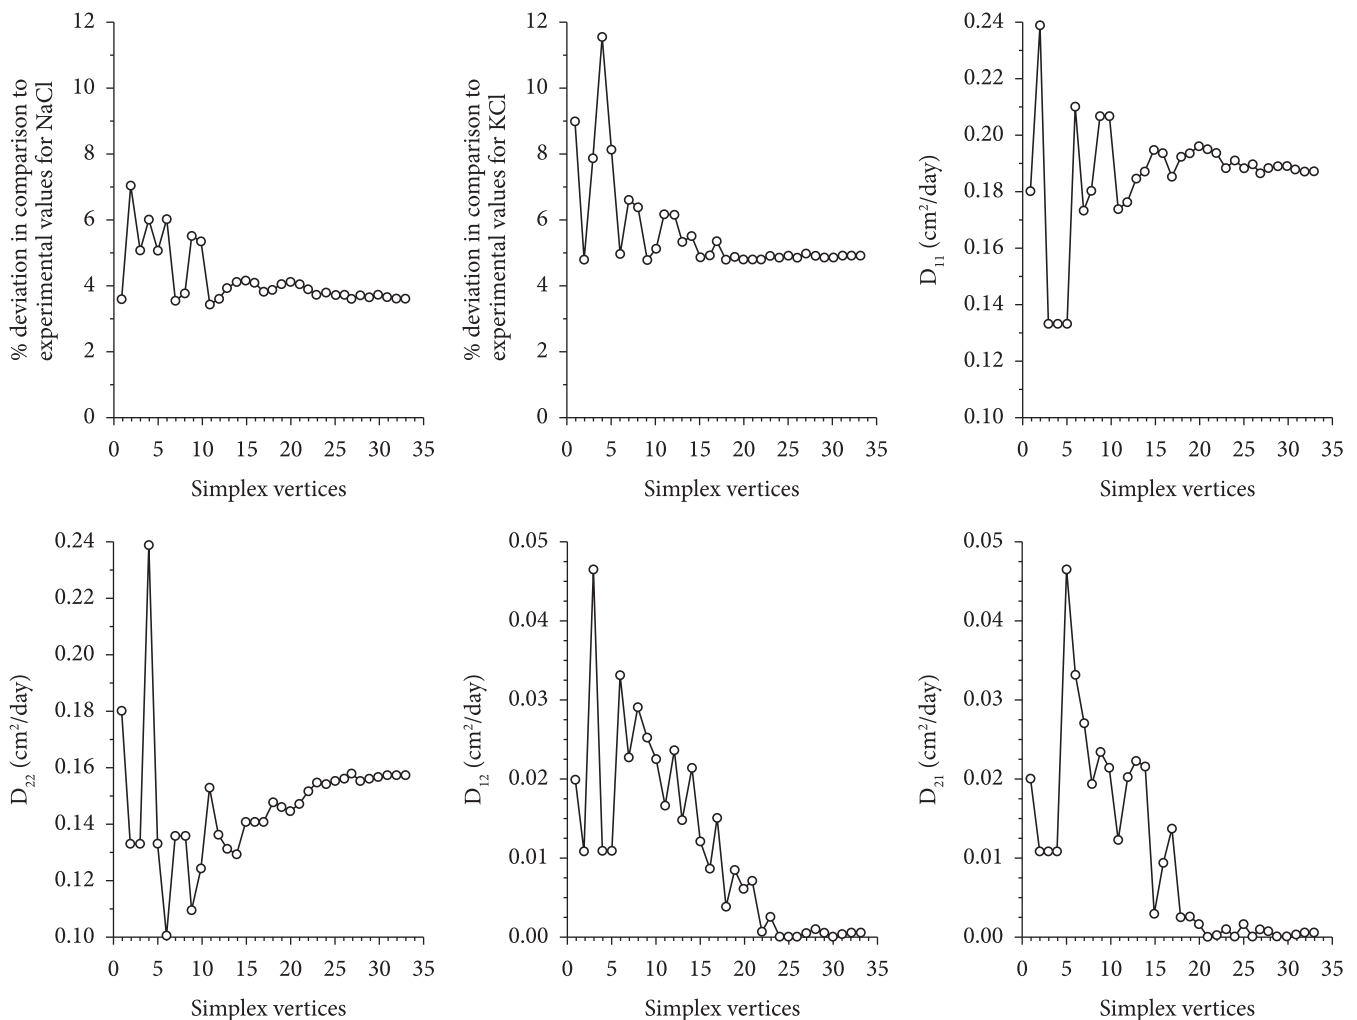 % deviation in comparison to
experimental values for NaCl
12
10
8
6
4
2
0
0 5 10 15 20 25 30 35
Simplex vertices
% deviation in comparison to
experimental values for KCl
12
10
8
6
4
2
0
0 5 10 15 20 25 30 35
Simplex vertices
D₁₁ (cm²/day)
0.24
0.22
0.20
0.18
0.16
0.14
0.12
0.10
0 5 10 15 20 25 30 35
Simplex vertices
D₂₂ (cm²/day)
0.24
0.22
0.20
0.18
0.16
0.14
0.12
0.10
0 5 10 15 20 25 30 35
Simplex vertices
D₁₂ (cm²/day)
0.05
0.04
0.03
0.02
0.01
0.00
0 5 10 15 20 25 30 35
Simplex vertices
D₂₁ (cm²/day)
0.05
0.04
0.03
0.02
0.01
0.00
0 5 10 15 20 25 30 35
Simplex vertices